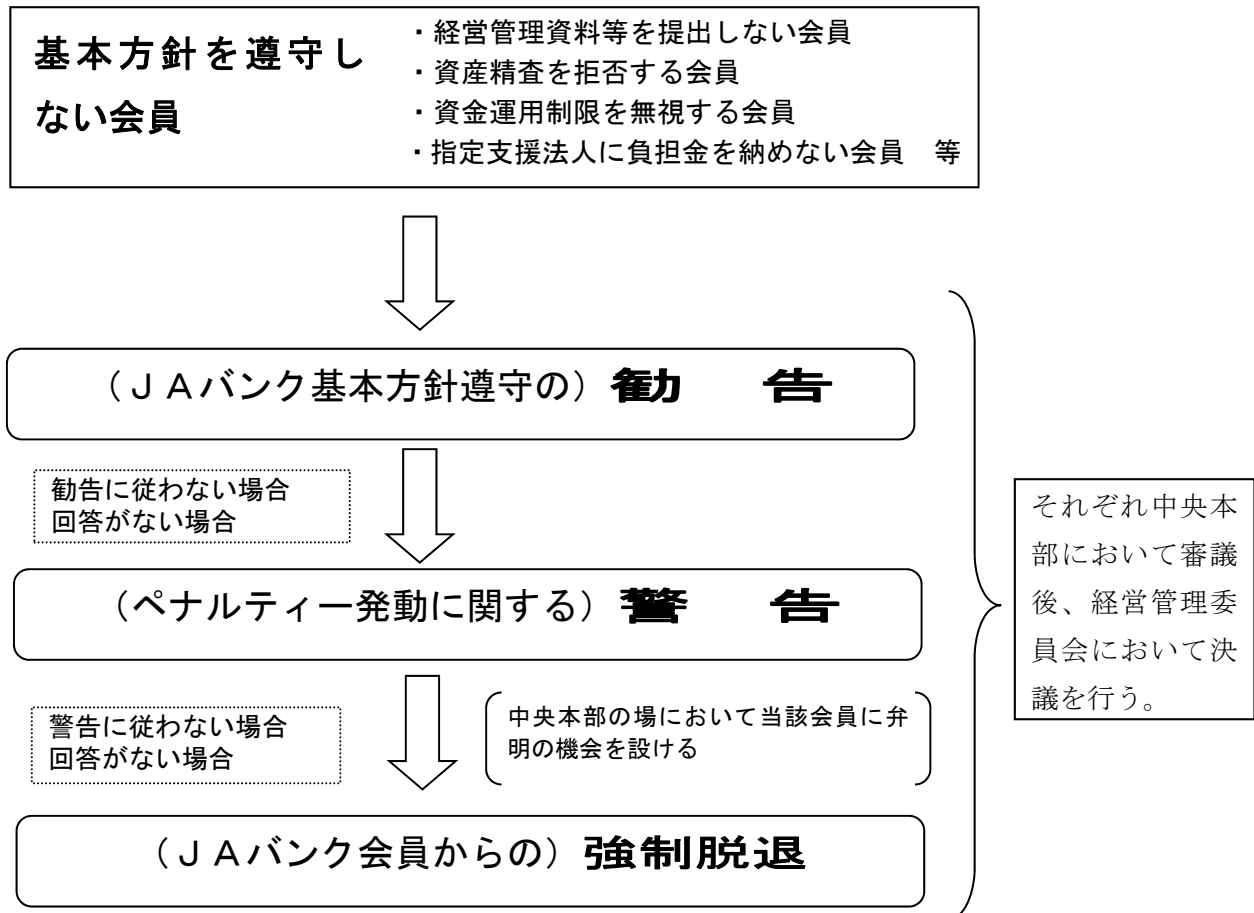 基本方針を遵守し
ない会員
・経営管理資料等を提出しない会員
・資産精査を拒否する会員
・資金運用制限を無視する会員
・指定支援法人に負担金を納めない会員　等
（ＪＡバンク基本方針遵守の）勧　告
勧告に従わない場合
回答がない場合
（ペナルティー発動に関する）警　告
警告に従わない場合
回答がない場合
中央本部の場において当該会員に弁
明の機会を設ける
（ＪＡバンク会員からの）強制脱退
それぞれ中央本
部において審議
後、経営管理委
員会において決
議を行う。